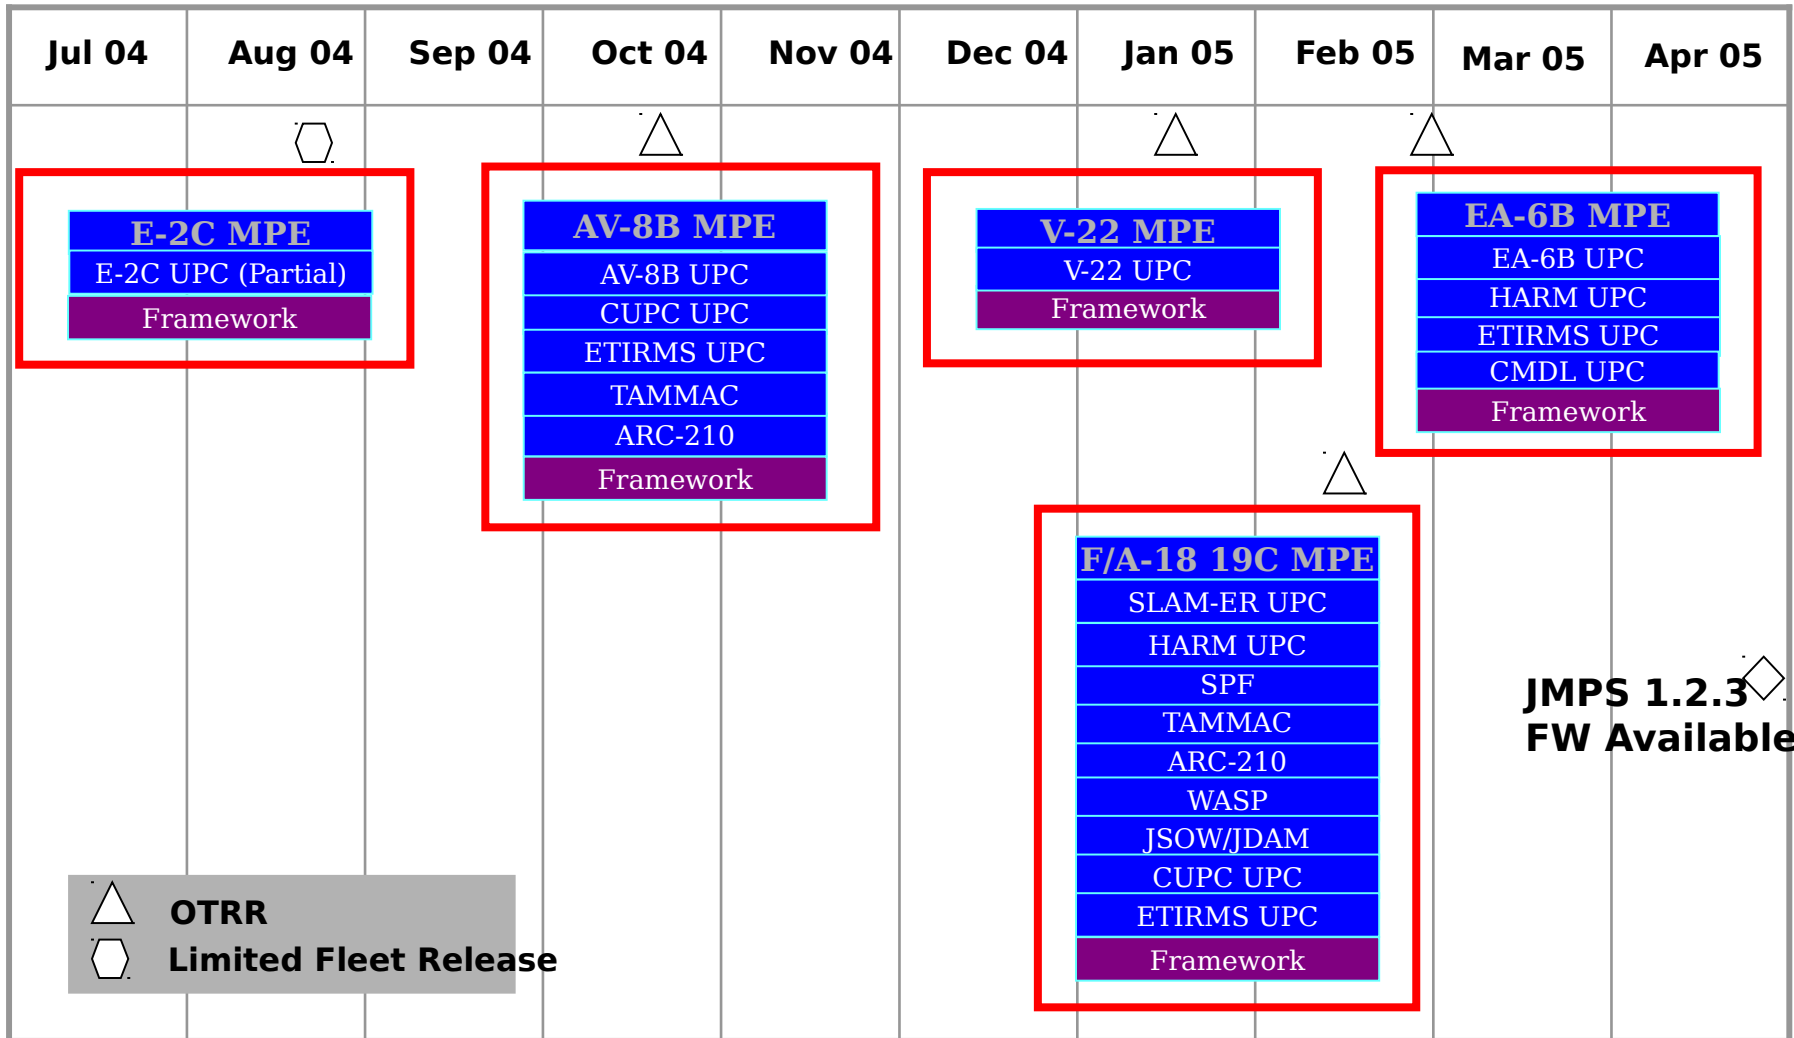 Jul 04
Aug 04
Sep 04
Oct 04
Nov 04
Dec 04
Jan 05
Feb 05
Mar 05
Apr 05
E-2C MPE
E-2C UPC (Partial)
Framework
AV-8B MPE
AV-8B UPC
CUPC UPC
ETIRMS UPC
TAMMAC
ARC-210
Framework
V-22 MPE
V-22 UPC
Framework
EA-6B MPE
EA-6B UPC
HARM UPC
ETIRMS UPC
CMDL UPC
Framework
F/A-18 19C MPE
SLAM-ER UPC
HARM UPC
SPF
TAMMAC
ARC-210
WASP
JSOW/JDAM
CUPC UPC
ETIRMS UPC
Framework
JMPS 1.2.3
FW Available
OTRR
Limited Fleet Release